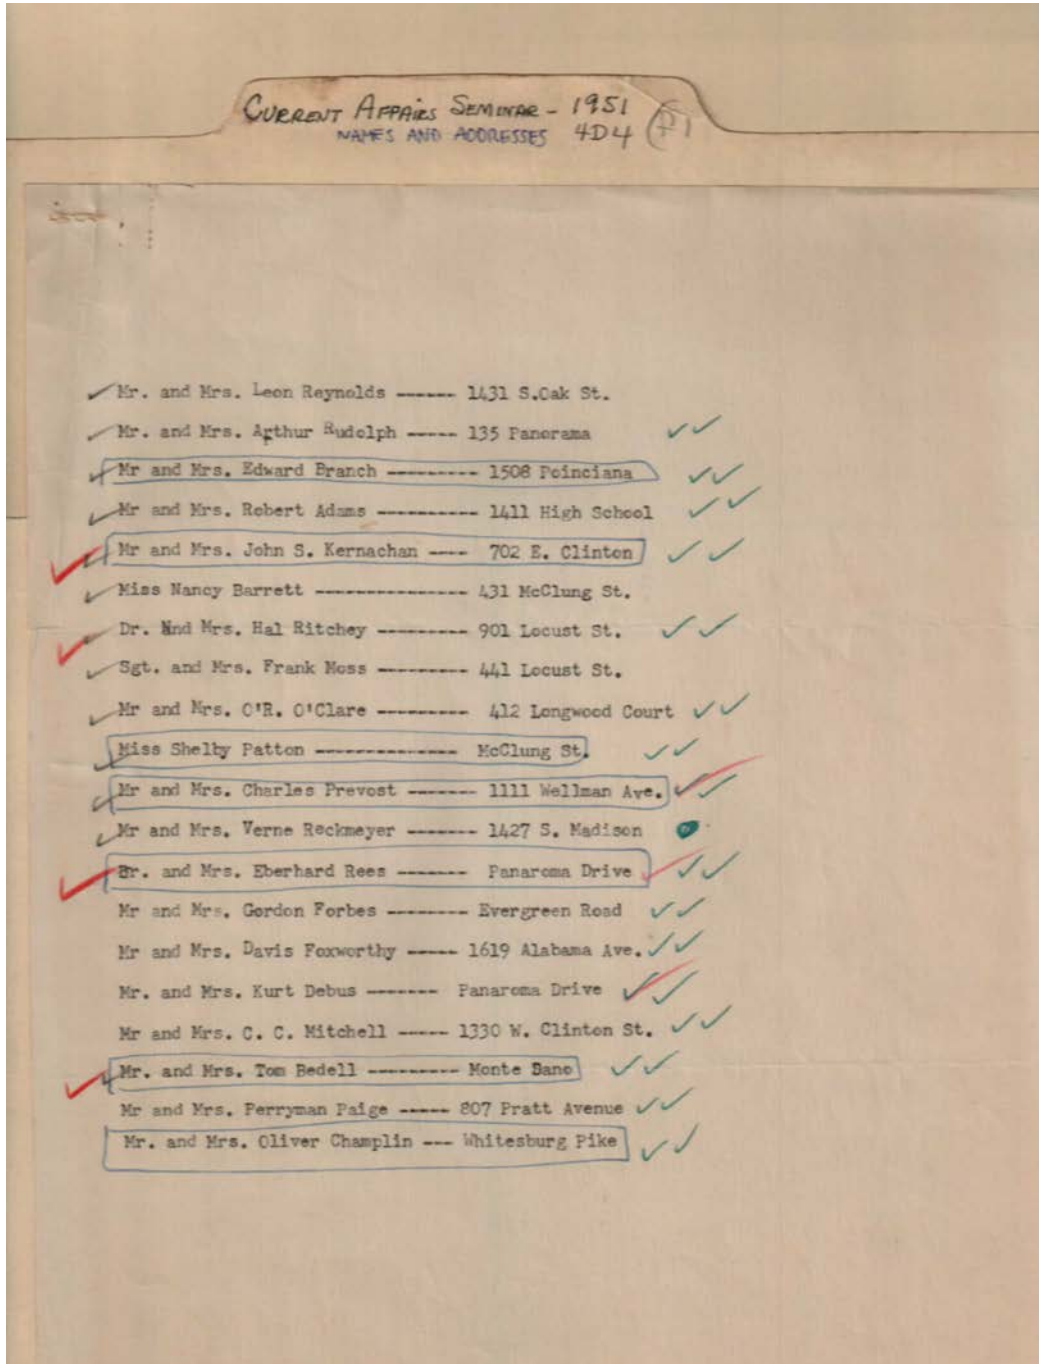 CURRENT AFFAIRS SEMINAR - 1951
NAMES AND ADDRESSES 4D4
Mr. and Mrs. Leon Reynolds ------ 1431 S.Oak St.
Mr. and Mrs. Arthur Rudolph ----- 135 Panorama
Mr and Mrs. Edward Branch --------- 1508 Poinciana
Mr and Mrs. Robert Adams ---------- 1411 High School
Mr and Mrs. John S. Kernachan ---- 702 E. Clinton
Miss Nancy Barrett --------------- 431 McClung St.
Dr. And Mrs. Hal Ritchey --------- 901 Locust St.
Sgt. and Mrs. Frank Moss --------- 441 Locust St.
Mr and Mrs. O'R. O'Clare --------- 412 Longwood Court
Miss Shelby Patton -------------- McClung St.
Mr and Mrs. Charles Prevost ------- 1111 Wellman Ave.
Mr and Mrs. Verne Reckmeyer ------- 1427 S. Madison
Dr. and Mrs. Eberhard Rees ------- Panaroma Drive
Mr and Mrs. Gordon Forbes -------- Evergreen Road
Mr and Mrs. Davis Foxworthy ----- 1619 Alabama Ave.
Mr. and Mrs. Kurt Debus ------- Panaroma Drive
Mr and Mrs. C. C. Mitchell ----- 1330 W. Clinton St.
Mr. and Mrs. Tom Bedell --------- Monte Sano
Mr and Mrs. Perryman Paige ----- 807 Pratt Avenue
Mr. and Mrs. Oliver Champlin --- Whitesburg Pike